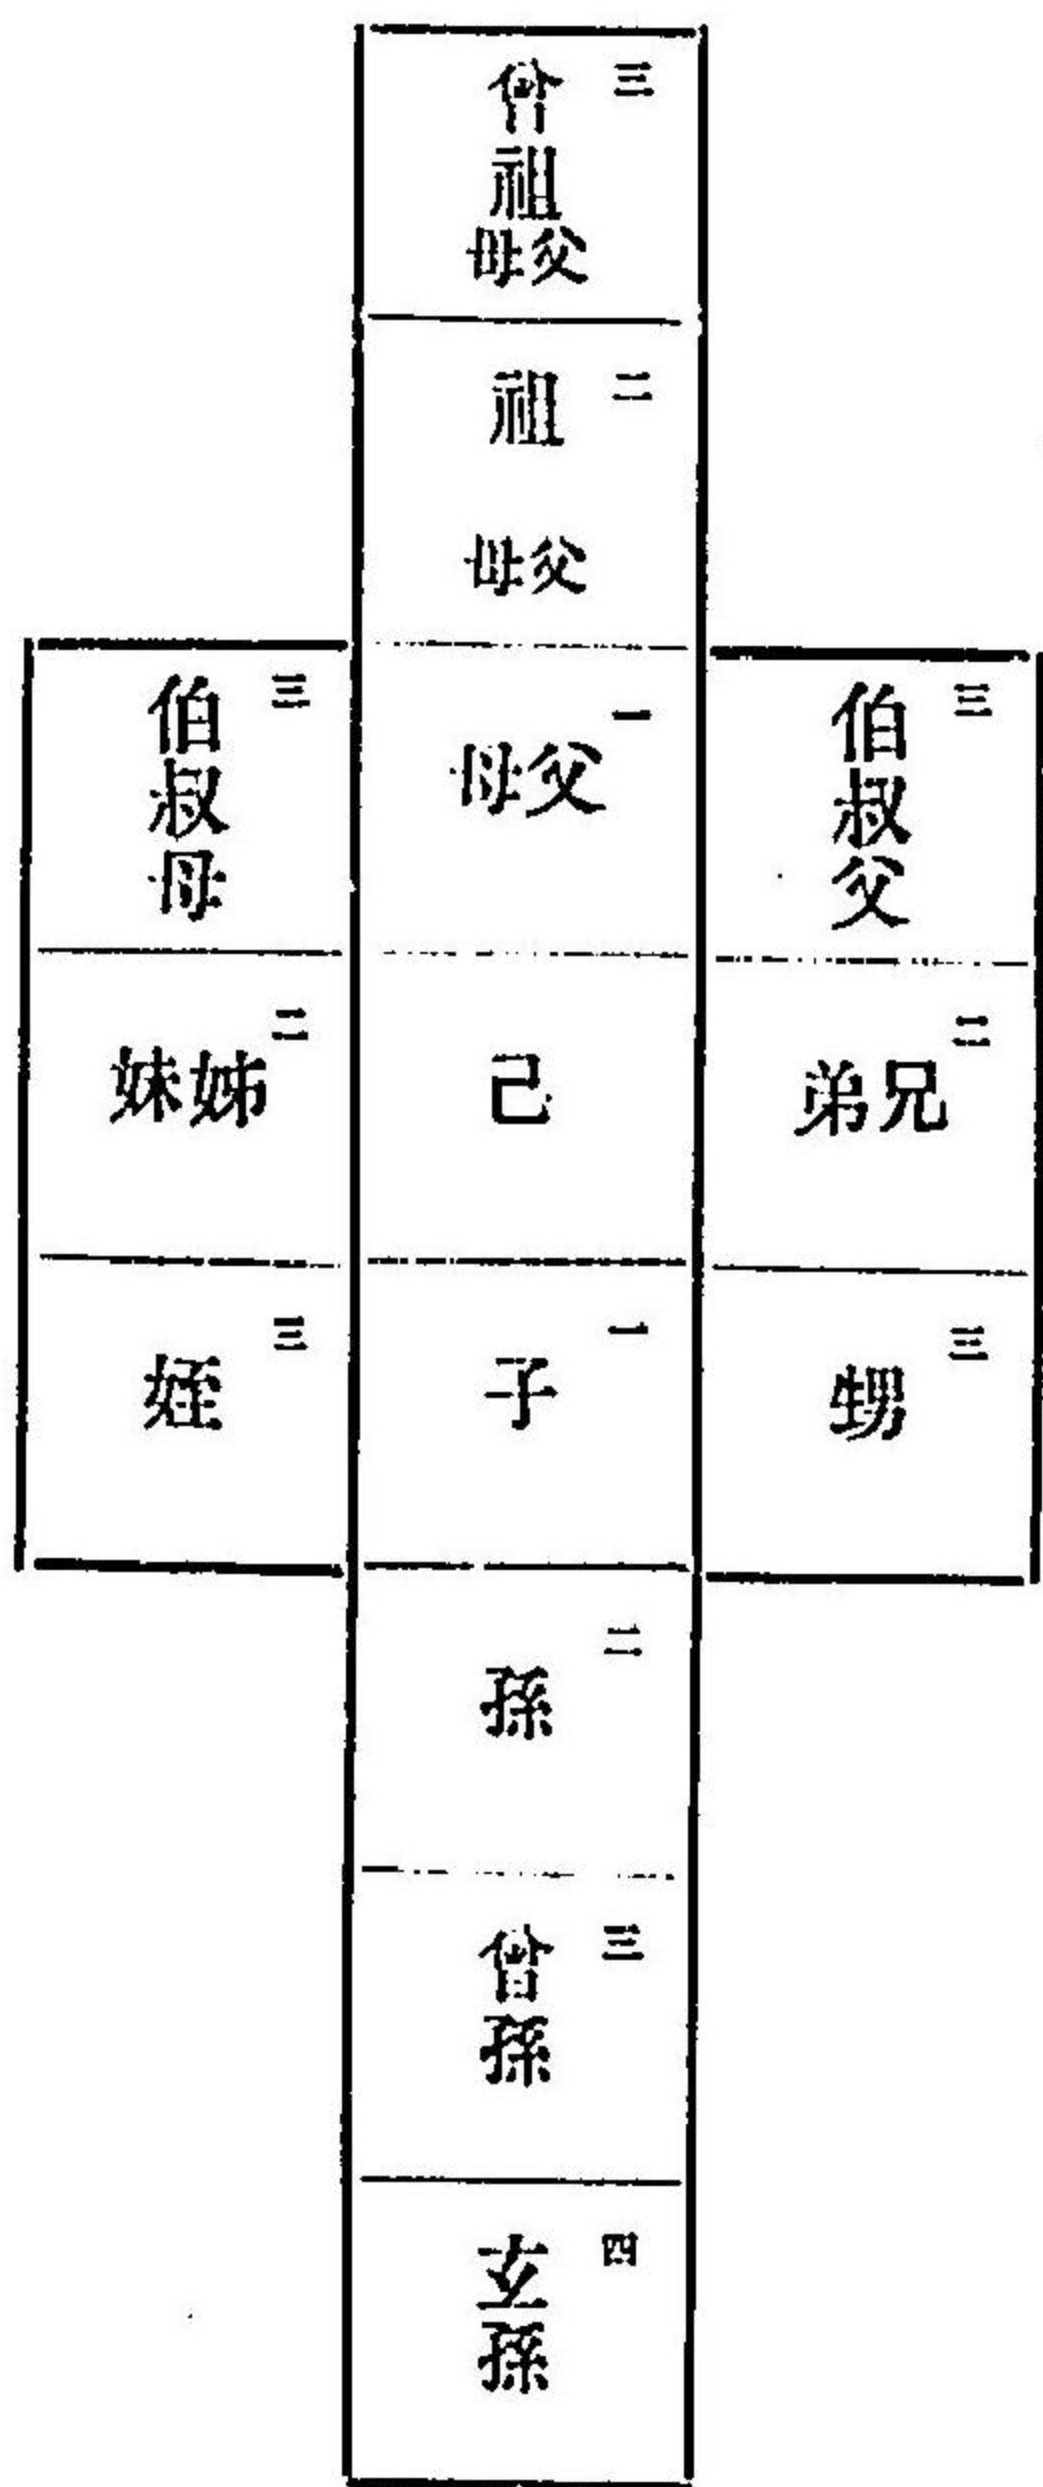 三
曾祖父母
二
祖父母
三
伯叔父
一
父母
三
伯叔母
二
兄弟
己
二
姊妹
三
甥
一
子
三
姪
二
孫
三
曾孫
四
玄孫